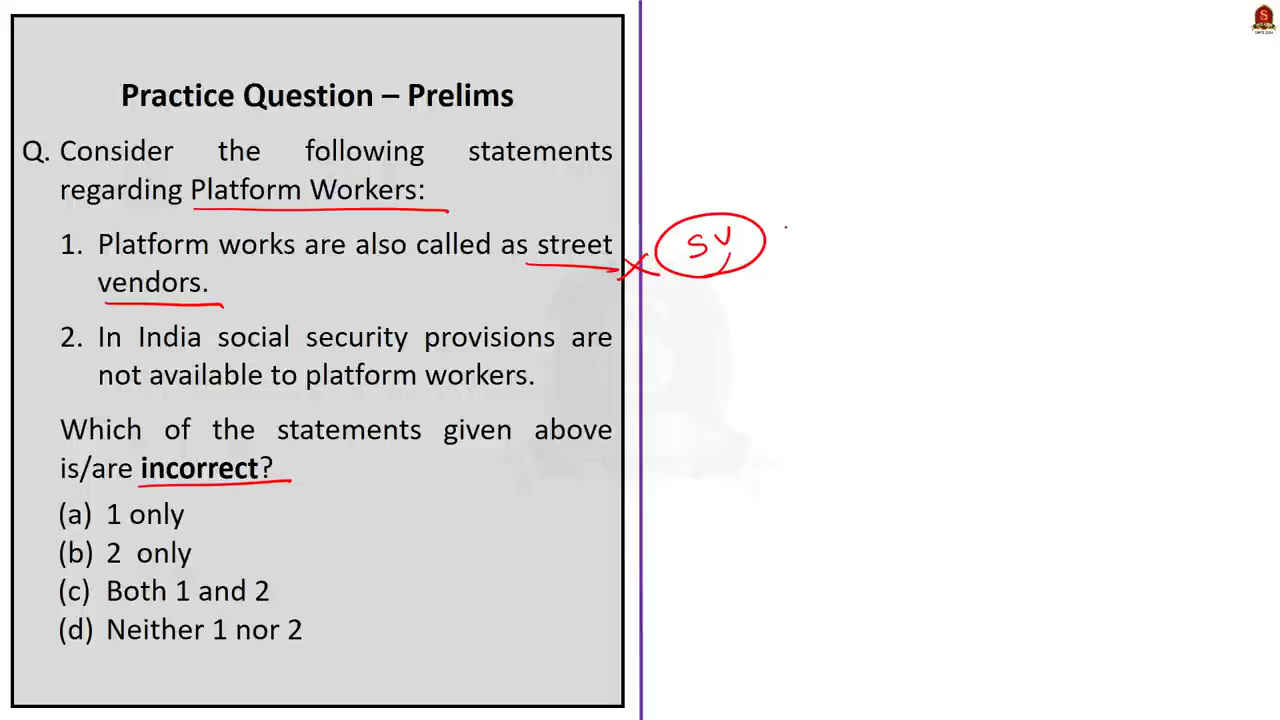 Practice Question – Prelims
Q. Consider the following statements
regarding Platform Workers:
1. Platform works are also called as street
vendors.
2. In India social security provisions are
not available to platform workers.
Which of the statements given above
is/are incorrect?
(a) 1 only
(b) 2 only
(c) Both 1 and 2
(d) Neither 1 nor 2
SV
S